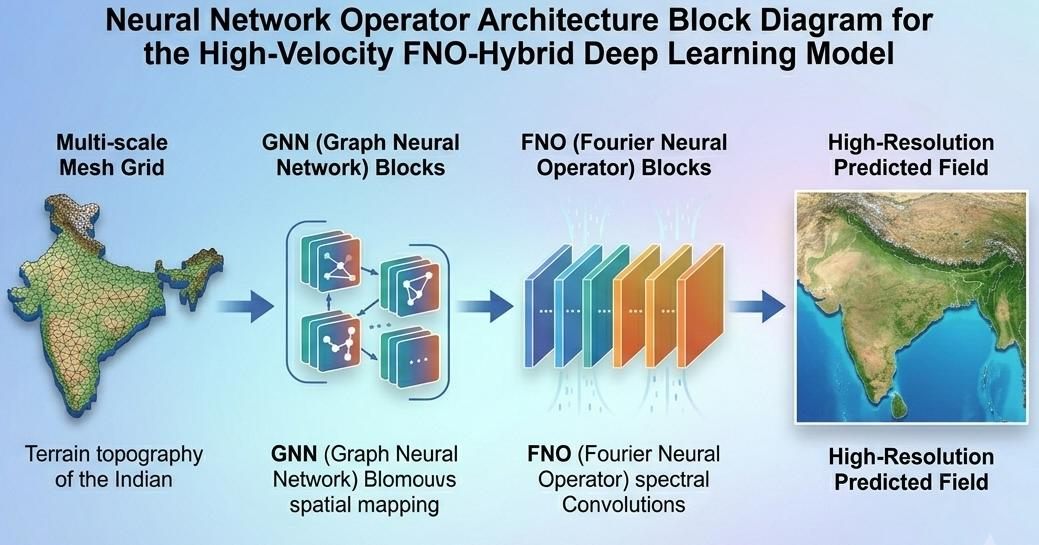 Neural Network Operator Architecture Block Diagram for
the High-Velocity FNO-Hybrid Deep Learning Model
Multi-scale
Mesh Grid
GNN (Graph Neural
Network) Blocks
FNO (Fourier Neural
Operator) Blocks
High-Resolution
Predicted Field
Terrain topography
of the Indian
GNN (Graph Neural
Network) Blomouvs
spatial mapping
FNO (Fourier Neural
Operator) spectral
Convolutions
High-Resolution
Predicted Field